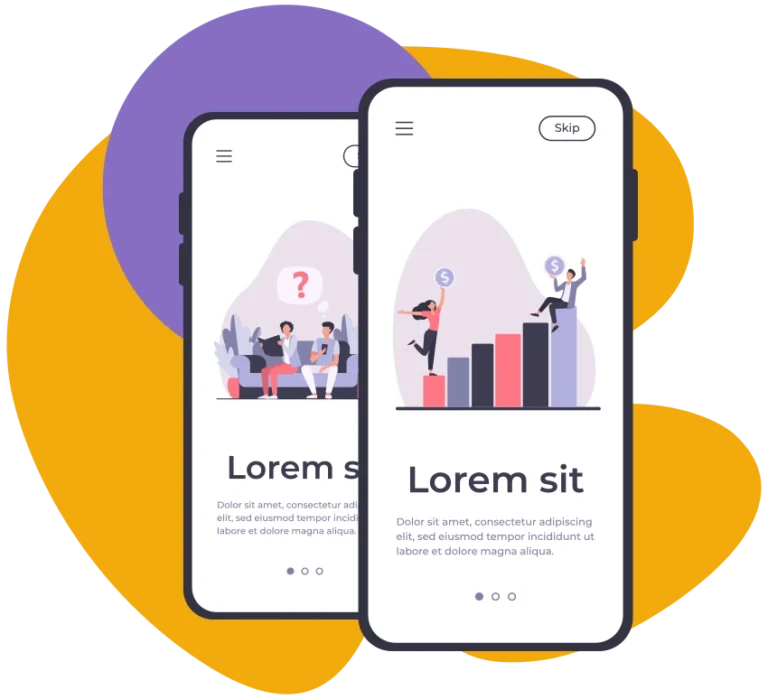 ?
Lorem s
Dolor sit amet, consectetur adi
elit, sed eiusmod tempor incidi
labore et dolore magna aliqua.
Skip
$
$
Lorem sit
Dolor sit amet, consectetur adipiscing
elit, sed eiusmod tempor incididunt ut
labore et dolore magna aliqua.